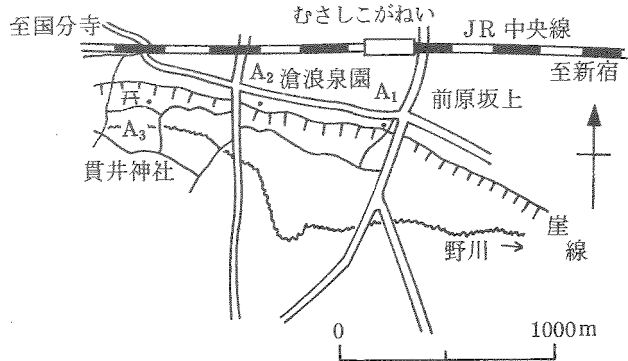 むさしこがねい
至国分寺
JR中央線
至新宿
A₂ 滄浪泉園
A₁
前原坂上
A₃
貫井神社
崖線
野川 →
0 1000m